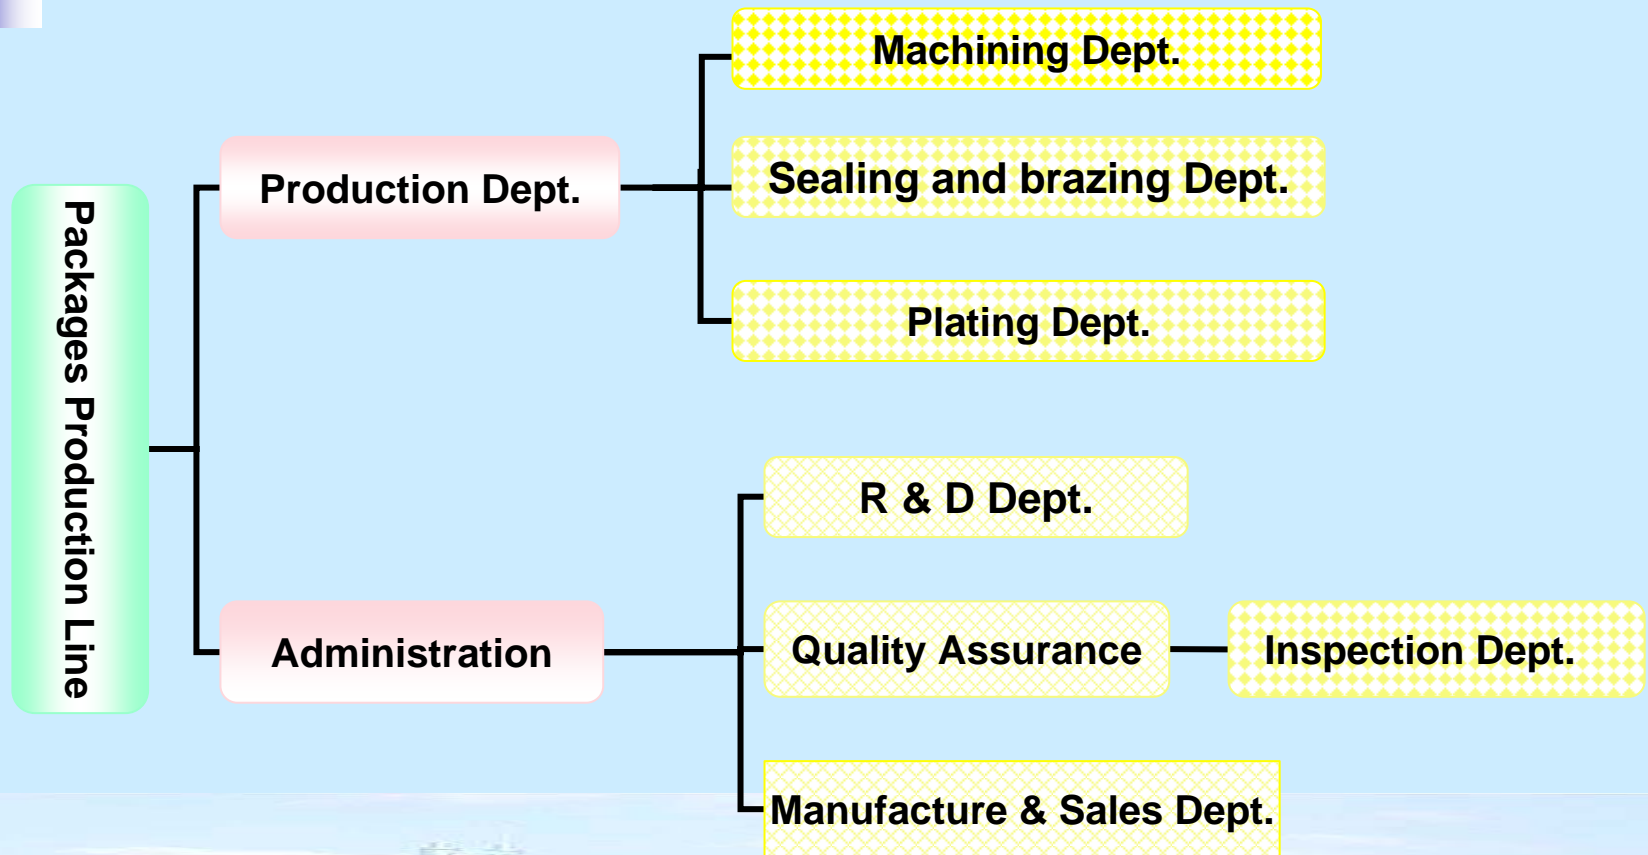 Packages Production Line
Production Dept.
Machining Dept.
Sealing and brazing Dept.
Plating Dept.
Administration
R & D Dept.
Quality Assurance
Inspection Dept.
Manufacture & Sales Dept.